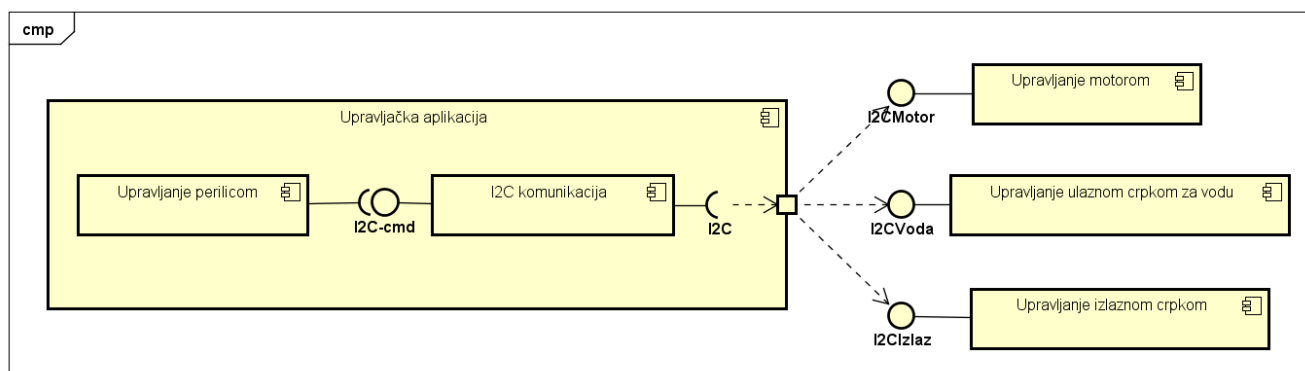 cmp
Upravljačka aplikacija
Upravljanje perilicom
I2C-cmd
I2C komunikacija
I2C
I2CMotor
Upravljanje motorom
I2CVoda
Upravljanje ulaznom crpkom za vodu
I2CIzlaz
Upravljanje izlaznom crpkom